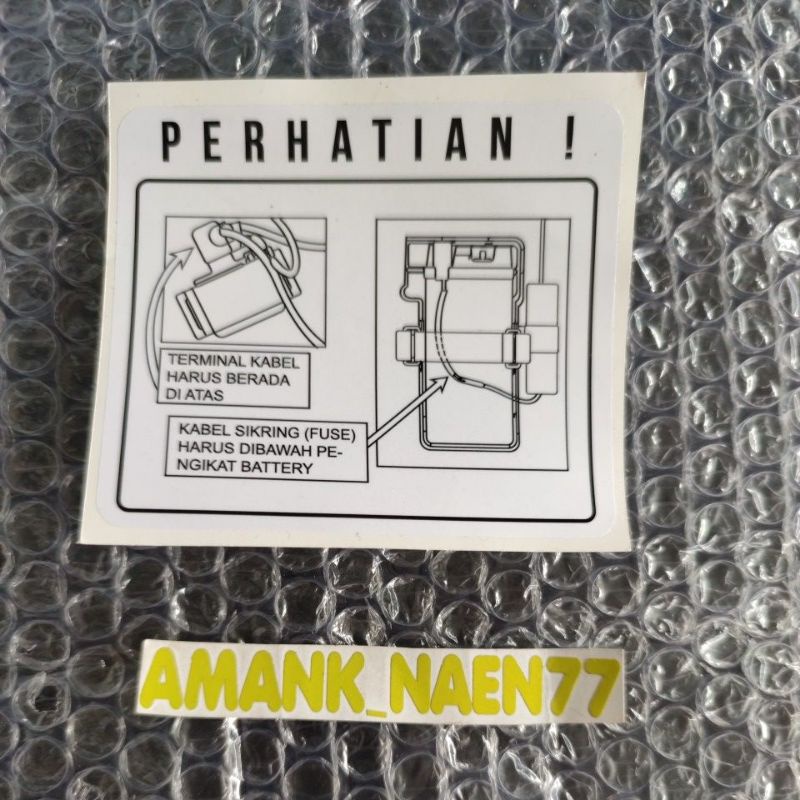 PERHATIAN !
TERMINAL KABEL
HARUS BERADA
DI ATAS
KABEL SIKRING (FUSE)
HARUS DIBAWAH PE-
NGIKAT BATTERY
AMANK_NAEN77